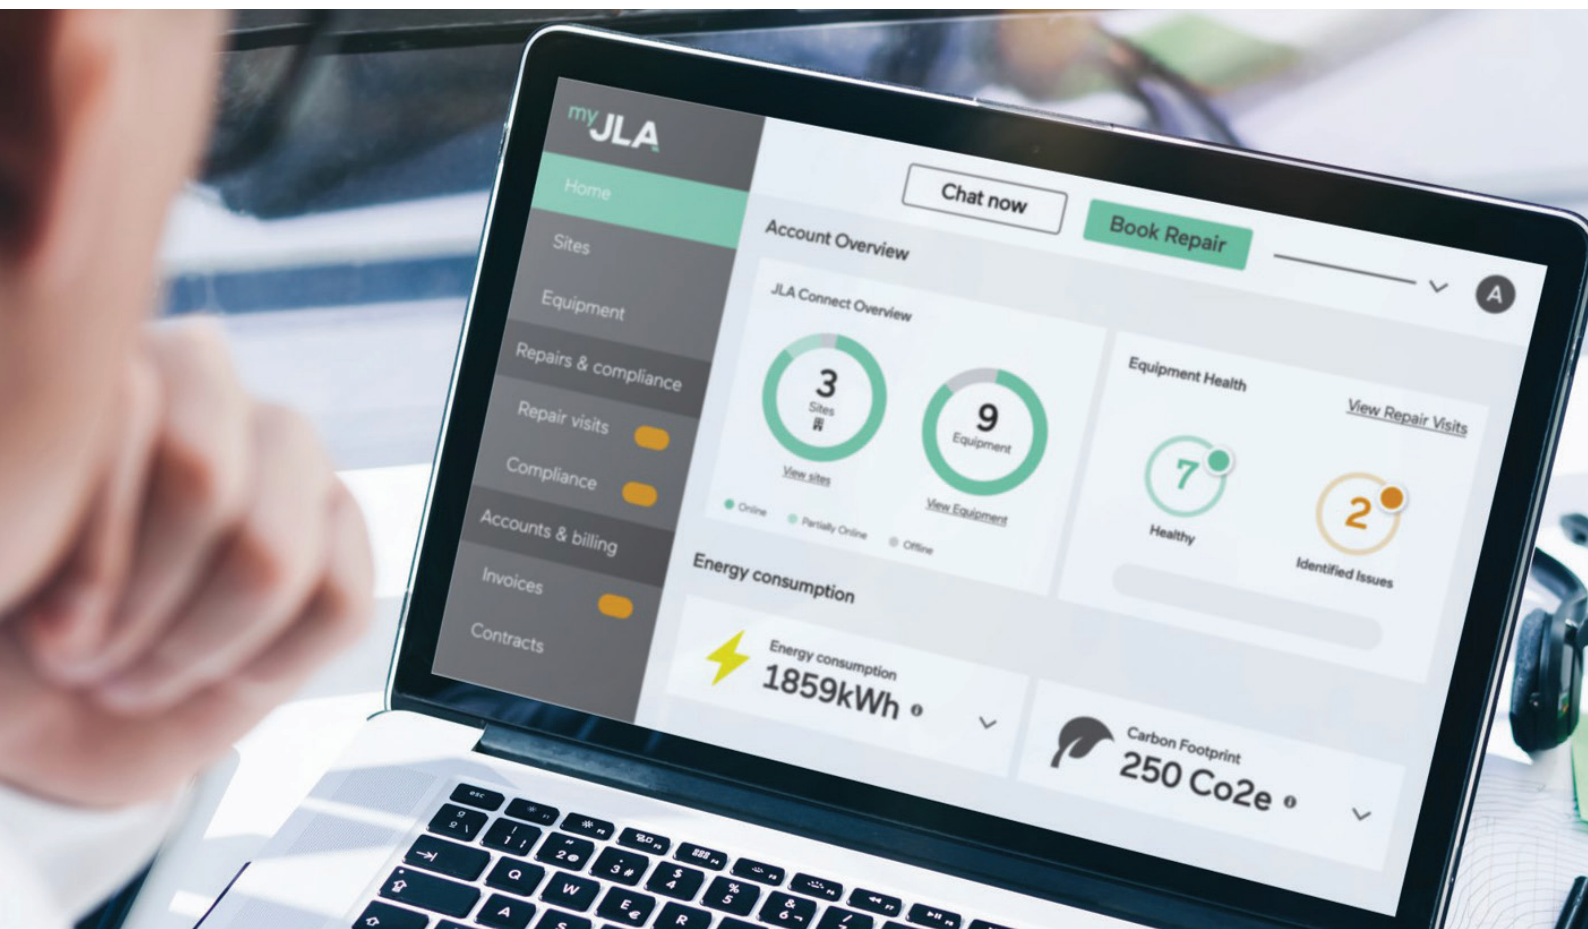 myJLA
Home
Sites
Equipment
Repairs & compliance
Repair visits
Compliance
Accounts & billing
Invoices
Contracts
Chat now
Book Repair
A
Account Overview
JLA Connect Overview
3
Sites
View sites
9
Equipment
View Equipment
Online
Partially Online
Offline
Equipment Health
View Repair Visits
7
Healthy
2
Identified Issues
Energy consumption
Energy consumption
1859kWh
Carbon Footprint
250 Co2e
esc
Q W E R
A